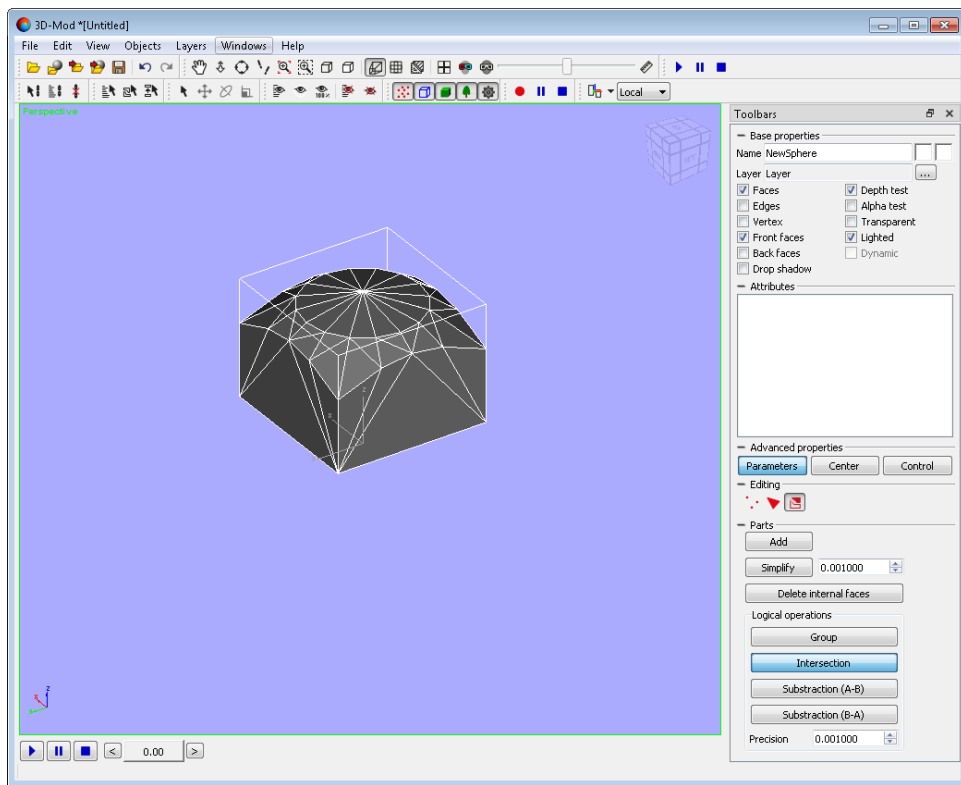 3D-Mod *[Untitled]
File Edit View Objects Layers Windows Help
100%
Local
Perspective
Toolbars
Base properties
Name NewSphere
Layer Layer ...
Faces Depth test
Edges Alpha test
Vertex Transparent
Front faces Lighted
Back faces Dynamic
Drop shadow
Attributes
Advanced properties
Parameters Center Control
Editing
Parts
Add
Simplify 0.001000
Delete internal faces
Logical operations
Group
Intersection
Substraction (A-B)
Substraction (B-A)
Precision 0.001000
z
< 0.00 >